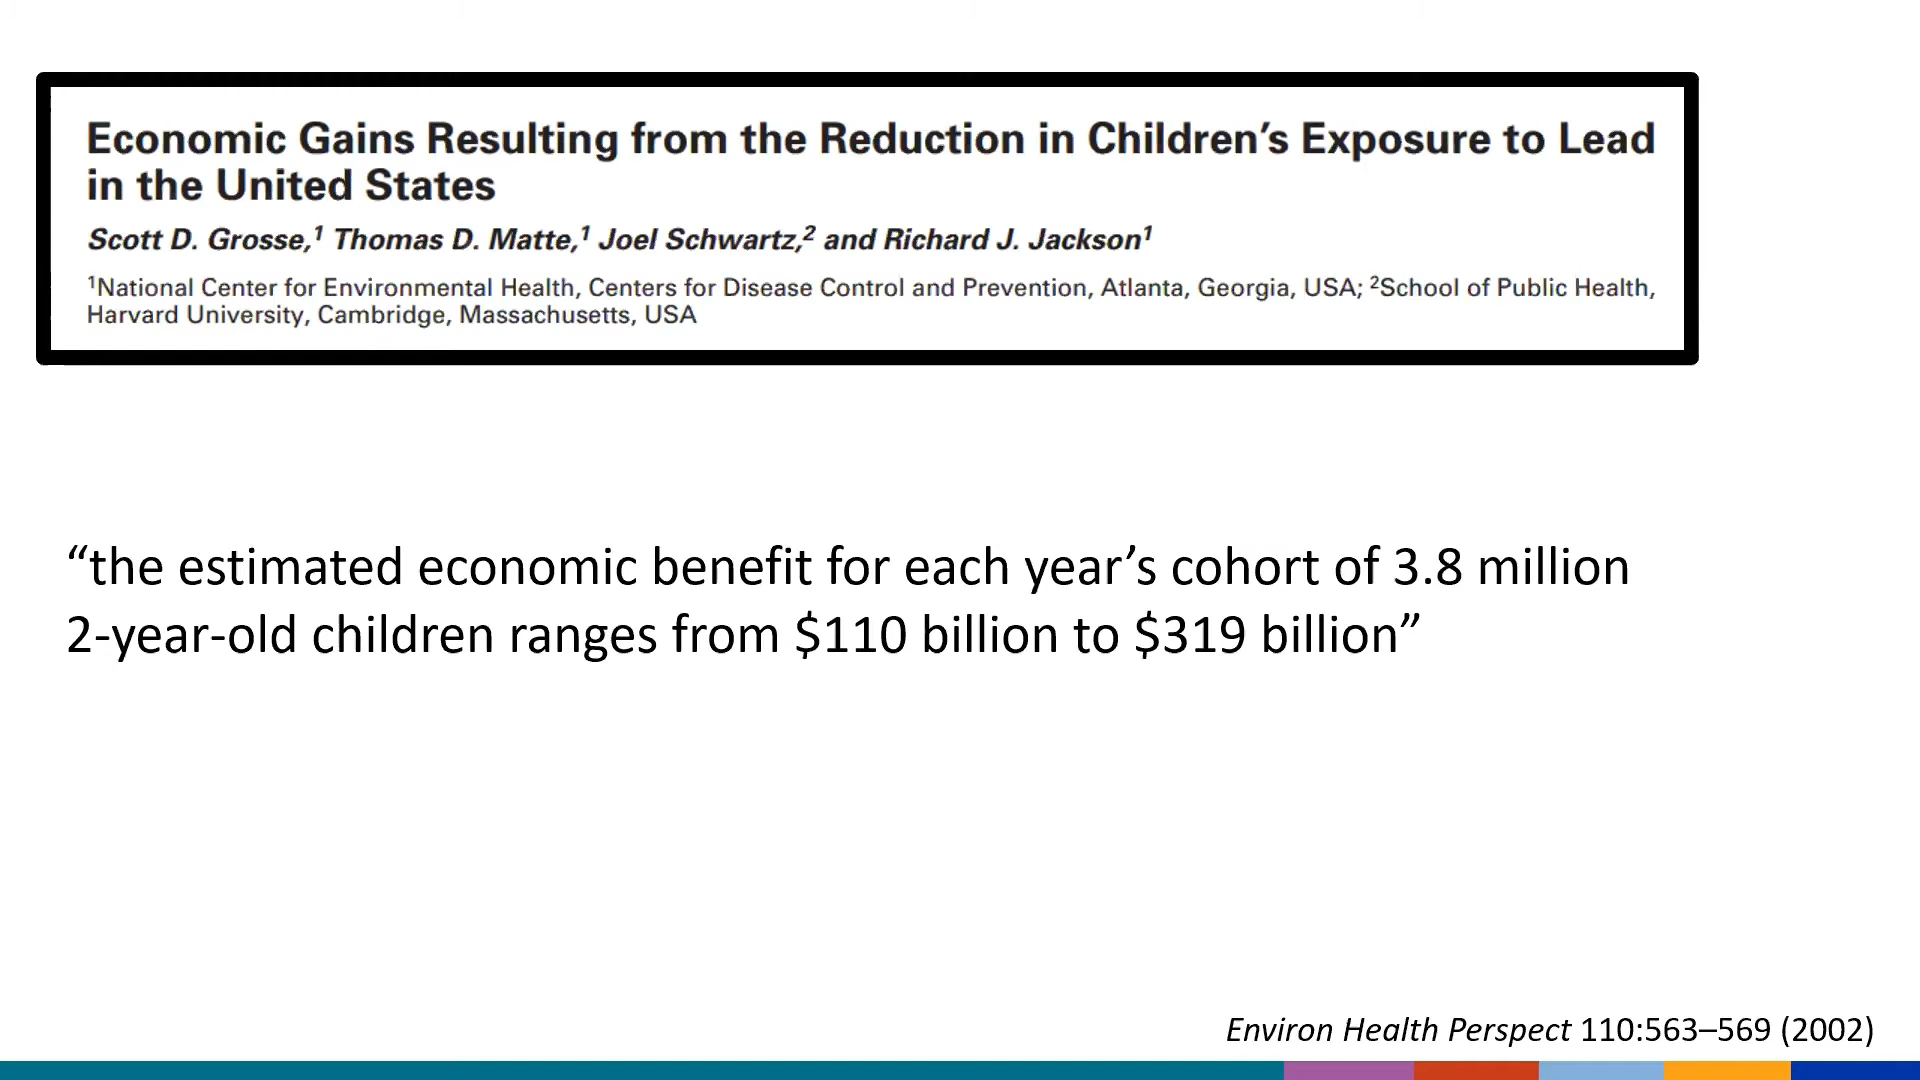 Economic Gains Resulting from the Reduction in Children’s Exposure to Lead
in the United States
Scott D. Grosse,¹ Thomas D. Matte,¹ Joel Schwartz,² and Richard J. Jackson¹
¹National Center for Environmental Health, Centers for Disease Control and Prevention, Atlanta, Georgia, USA; ²School of Public Health,
Harvard University, Cambridge, Massachusetts, USA
“the estimated economic benefit for each year’s cohort of 3.8 million
2-year-old children ranges from $110 billion to $319 billion”
Environ Health Perspect 110:563–569 (2002)